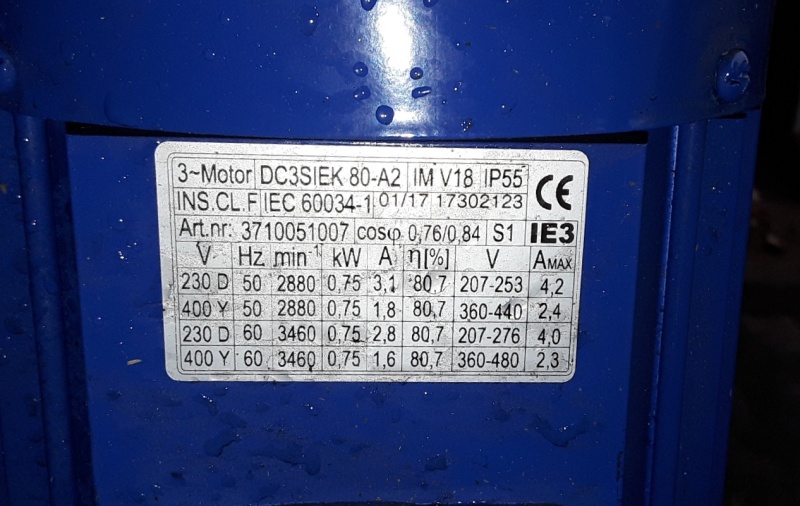 3~Motor DC3SIEK 80-A2 IM V18 IP55 CE
INS.CL.F IEC 60034-1 01/17 17302123
Art.nr: 3710051007 cosφ 0,76/0,84 S1 IE3
V Hz min⁻¹ kW A η[%] V AMAX
230 D 50 2880 0,75 3,1 80,7 207-253 4,2
400 Y 50 2880 0,75 1,8 80,7 360-440 2,4
230 D 60 3460 0,75 2,8 80,7 207-276 4,0
400 Y 60 3460 0,75 1,6 80,7 360-480 2,3